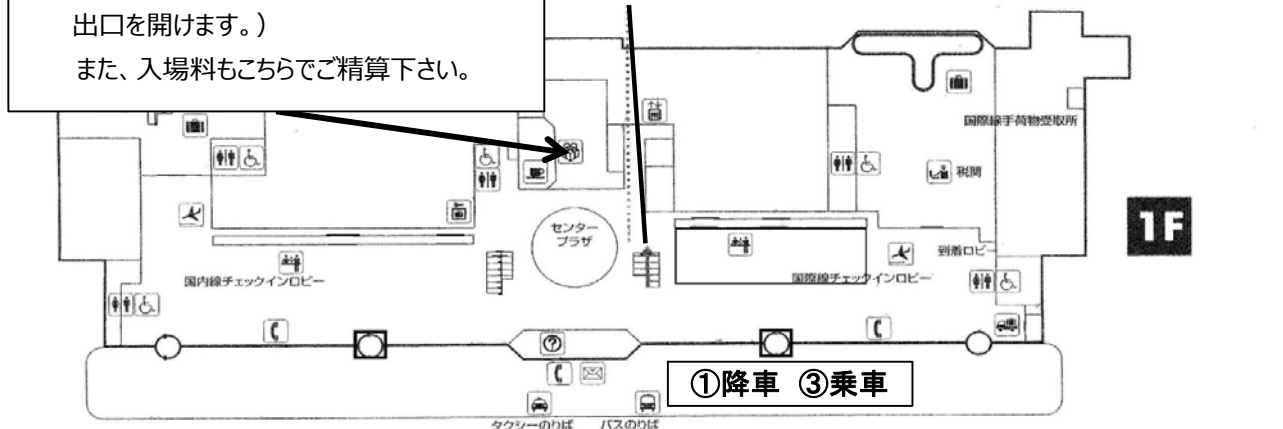 出口を開けます。)
また、入場料もこちらでご精算下さい。
国際線手荷物受取所
税関
1F
センター
プラザ
到着ロビー
国内線チェックインロビー
国際線チェックインロビー
?
①降車 ③乗車
タクシーのりば バスのりば